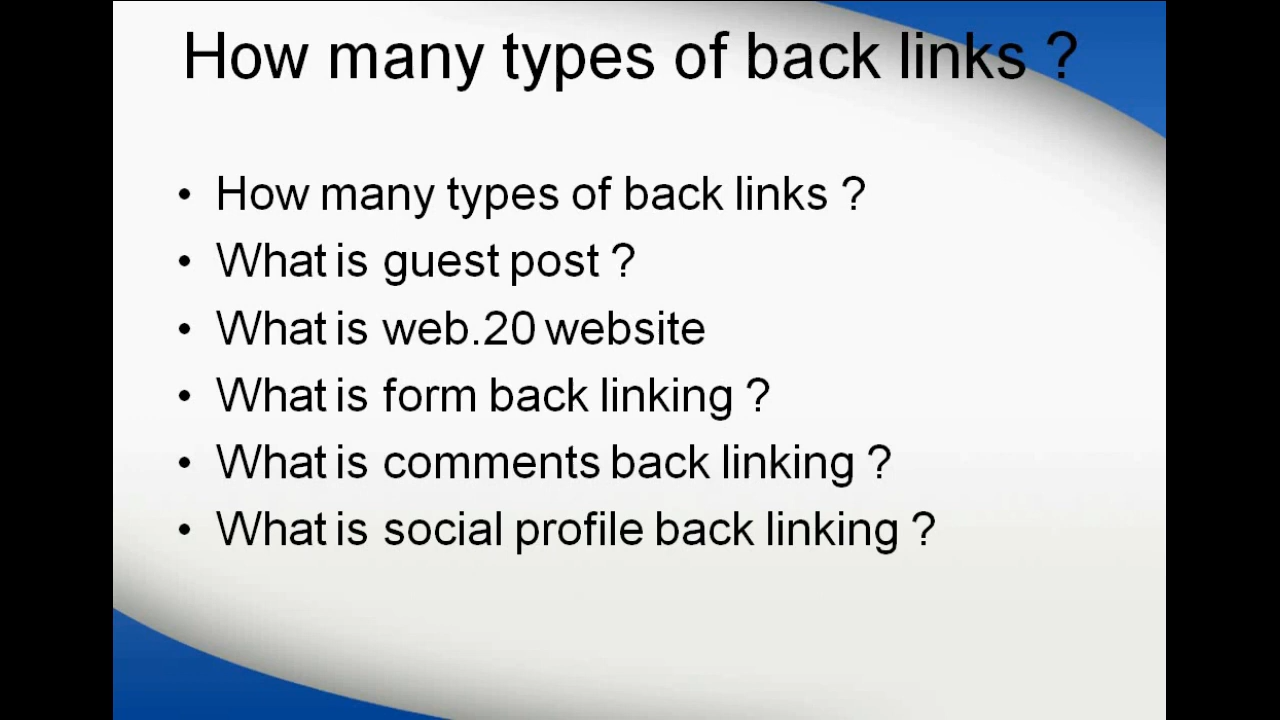 How many types of back links ?
• How many types of back links ?
• What is guest post ?
• What is web.20 website
• What is form back linking ?
• What is comments back linking ?
• What is social profile back linking ?